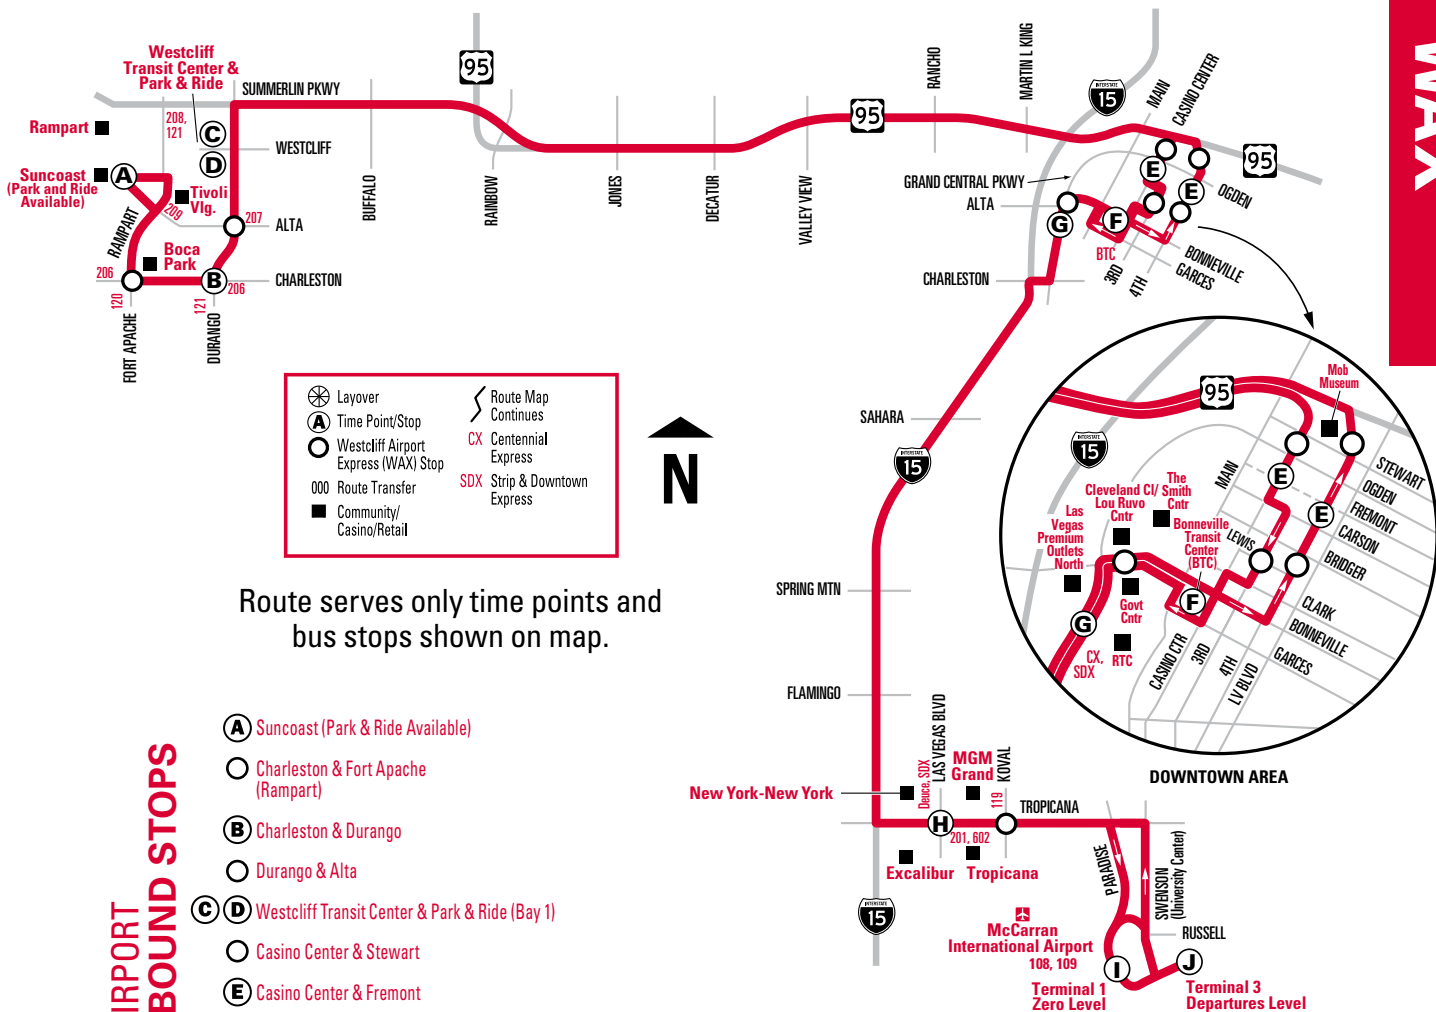 WAX
Westcliff
Transit Center &
Park & Ride
SUMMERLIN PKWY
95
Rampart
208,
121
C
D
WESTCLIFF
Suncoast
(Park and Ride
Available)
A
Tivoli
Vlg.
209
RAMPART
207
ALTA
Boca
Park
206
B
206
CHARLESTON
120
121
FORT APACHE
DURANGO
BUFFALO
RAINBOW
JONES
DECATUR
VALLEY VIEW
95
RANCHO
MARTIN L KING
INTERSTATE
15
MAIN
CASINO CENTER
95
E
E
OGDEN
GRAND CENTRAL PKWY
ALTA
G
F
BTC
BONNEVILLE
GARCES
3RD
4TH
CHARLESTON
SAHARA
INTERSTATE
15
SPRING MTN
FLAMINGO
Layover
A Time Point/Stop
Westcliff Airport
Express (WAX) Stop
000 Route Transfer
Community/
Casino/Retail
Route Map
Continues
CX Centennial
Express
SDX Strip & Downtown
Express
N
Route serves only time points and
bus stops shown on map.
Mob
Museum
95
INTERSTATE
15
STEWART
OGDEN
FREMONT
CARSON
BRIDGER
CLARK
BONNEVILLE
GARCES
MAIN
E
E
Cleveland Cl/
Lou Ruvo
Cntr
The
Smith
Cntr
Las
Vegas
Premium
Outlets
North
Bonneville
Transit
Center
(BTC)
LEWIS
F
Govt
Cntr
G
CX,
SDX
RTC
CASINO CTR
3RD
4TH
LV BLVD
DOWNTOWN AREA
New York-New York
Deuce, SDX
LAS VEGAS BLVD
MGM
Grand
119
KOVAL
TROPICANA
H
201, 602
Excalibur
Tropicana
INTERSTATE
15
PARADISE
SWENSON
(University Center)
RUSSELL
McCarran
International Airport
108, 109
I
J
Terminal 1
Zero Level
Terminal 3
Departures Level
IRPORT
BOUND STOPS
A Suncoast (Park & Ride Available)
Charleston & Fort Apache
(Rampart)
B Charleston & Durango
Durango & Alta
C D Westcliff Transit Center & Park & Ride (Bay 1)
Casino Center & Stewart
E Casino Center & Fremont